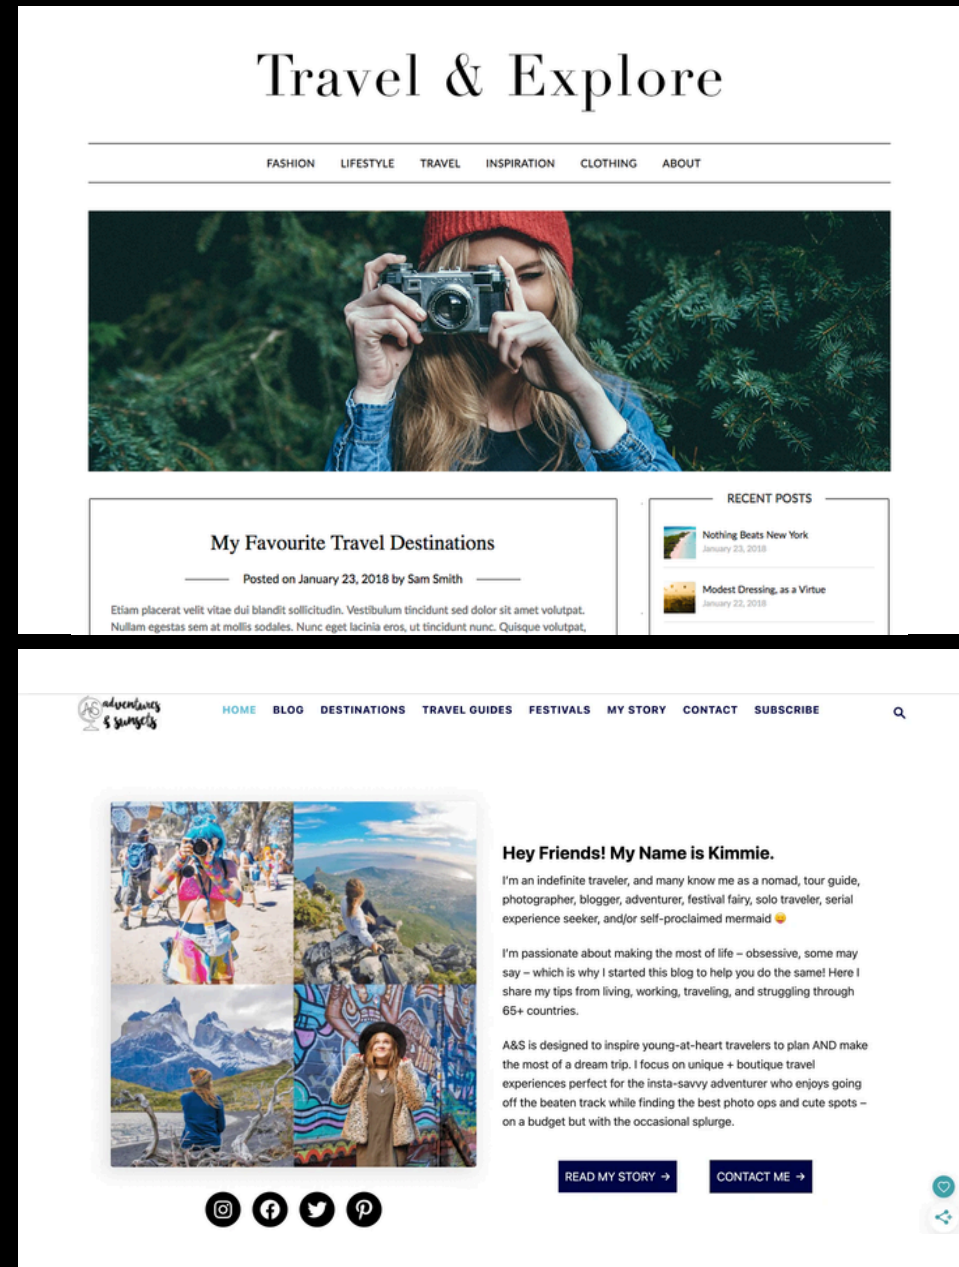 Travel & Explore
FASHION LIFESTYLE TRAVEL INSPIRATION CLOTHING ABOUT
My Favourite Travel Destinations
Posted on January 23, 2018 by Sam Smith
Etiam placerat velit vitae dui blandit sollicitudin. Vestibulum tincidunt sed dolor sit amet volutpat.
Nullam egestas sem at mollis sodales. Nunc eget lacinia eros, ut tincidunt nunc. Quisque volutpat,
RECENT POSTS
Nothing Beats New York
January 23, 2018
Modest Dressing, as a Virtue
January 22, 2018
A&S adventures
& sunsets
HOME BLOG DESTINATIONS TRAVEL GUIDES FESTIVALS MY STORY CONTACT SUBSCRIBE
Hey Friends! My Name is Kimmie.
I'm an indefinite traveler, and many know me as a nomad, tour guide,
photographer, blogger, adventurer, festival fairy, solo traveler, serial
experience seeker, and/or self-proclaimed mermaid 😛
I'm passionate about making the most of life – obsessive, some may
say – which is why I started this blog to help you do the same! Here I
share my tips from living, working, traveling, and struggling through
65+ countries.
A&S is designed to inspire young-at-heart travelers to plan AND make
the most of a dream trip. I focus on unique + boutique travel
experiences perfect for the insta-savvy adventurer who enjoys going
off the beaten track while finding the best photo ops and cute spots –
on a budget but with the occasional splurge.
READ MY STORY → CONTACT ME →